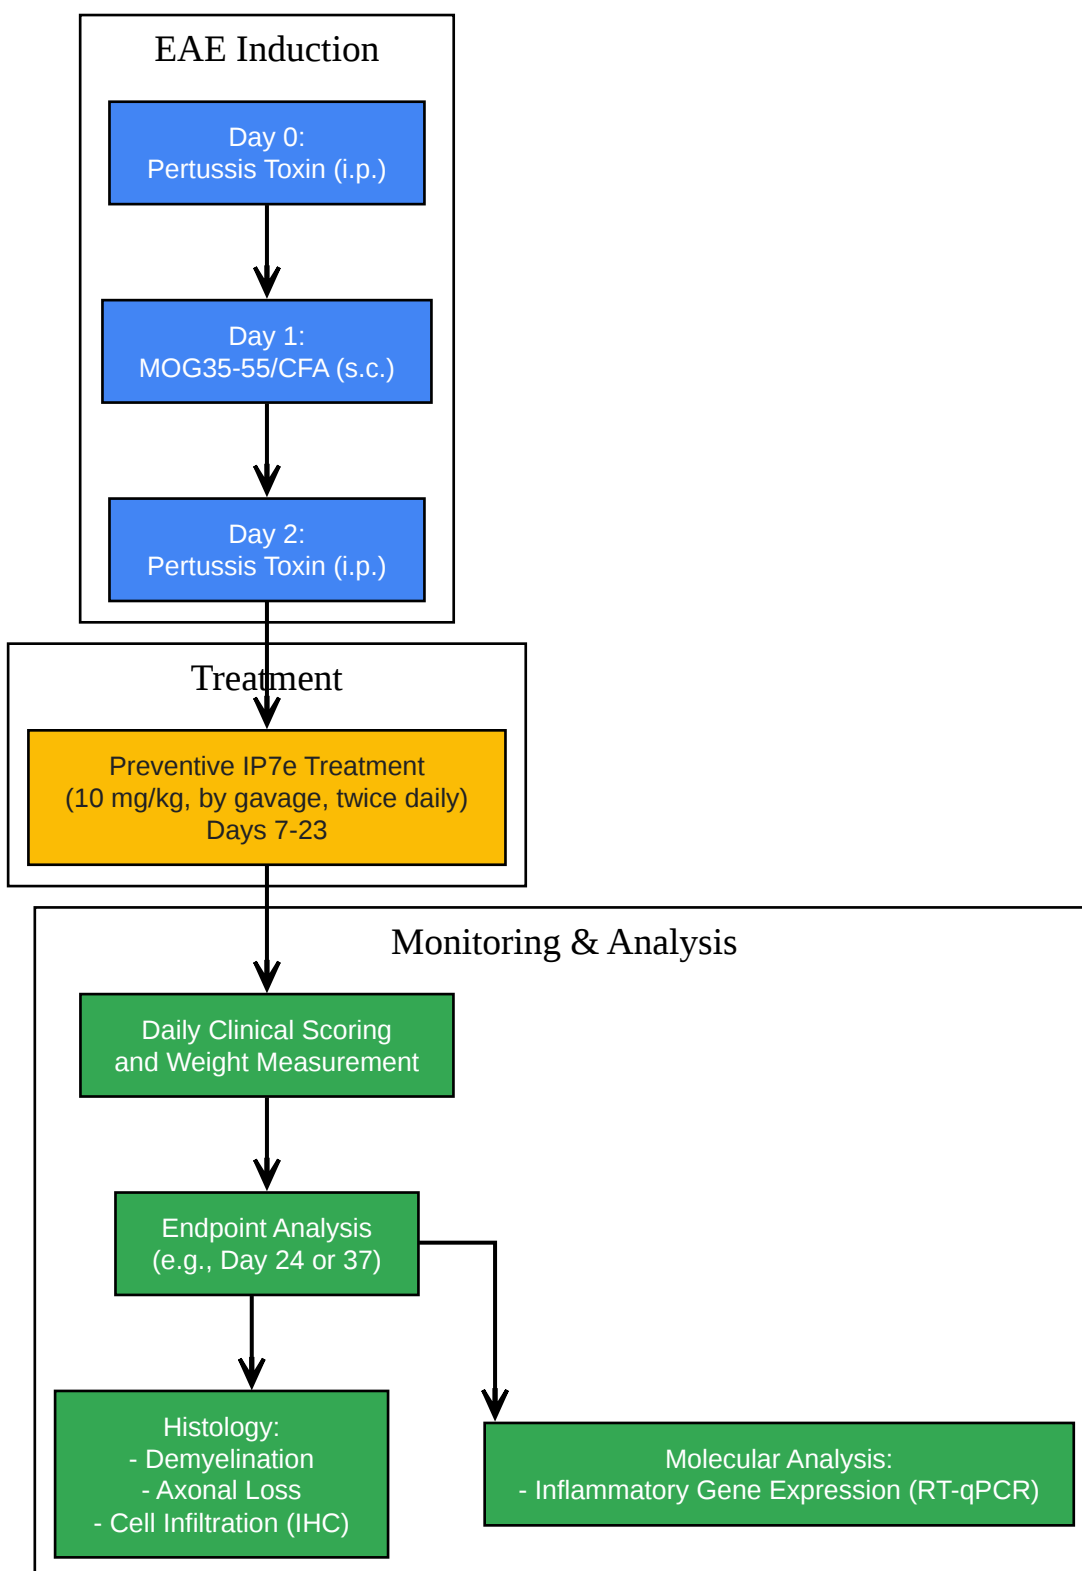 EAE Induction
Day 0:
Pertussis Toxin (i.p.)
Day 1:
MOG35-55/CFA (s.c.)
Day 2:
Pertussis Toxin (i.p.)
Treatment
Preventive IP7e Treatment
(10 mg/kg, by gavage, twice daily)
Days 7-23
Monitoring & Analysis
Daily Clinical Scoring
and Weight Measurement
Endpoint Analysis
(e.g., Day 24 or 37)
Histology:
- Demyelination
- Axonal Loss
- Cell Infiltration (IHC)
Molecular Analysis:
- Inflammatory Gene Expression (RT-qPCR)